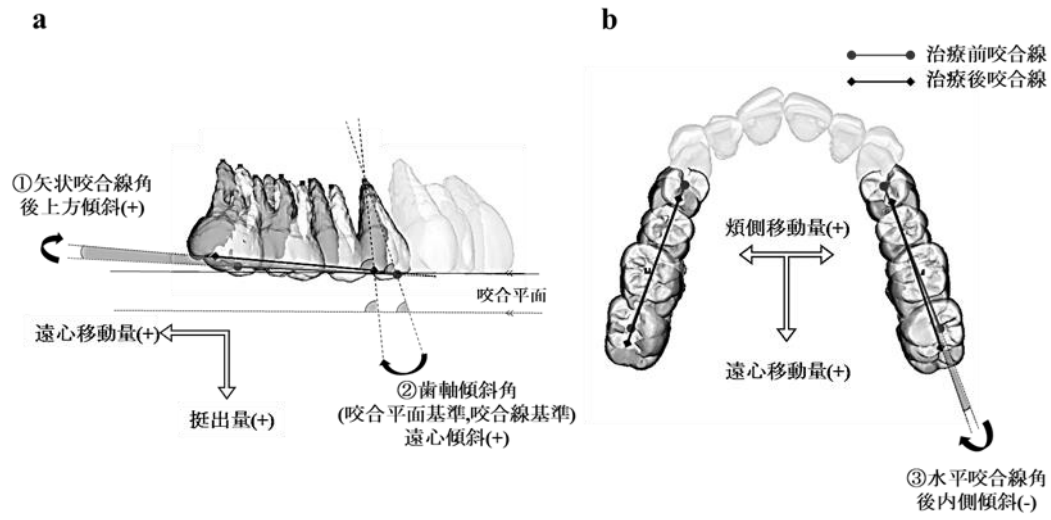 a
①矢状咬合線角
後上方傾斜(+)
咬合平面
遠心移動量(+)
挺出量(+)
②歯軸傾斜角
(咬合平面基準,咬合線基準)
遠心傾斜(+)
b
治療前咬合線
治療後咬合線
頬側移動量(+)
遠心移動量(+)
③水平咬合線角
後内側傾斜(-)